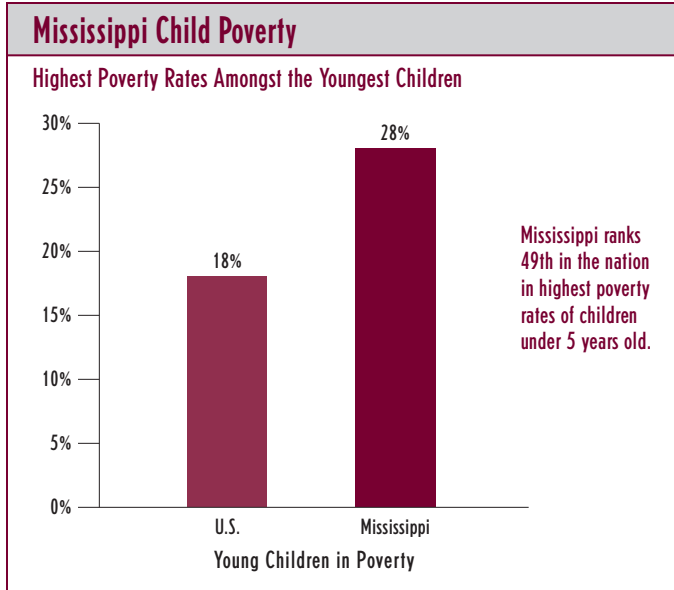 Mississippi Child Poverty
Highest Poverty Rates Amongst the Youngest Children
30%
25%
20%
15%
10%
5%
0%
18%
28%
U.S.
Mississippi
Young Children in Poverty
Mississippi ranks
49th in the nation
in highest poverty
rates of children
under 5 years old.